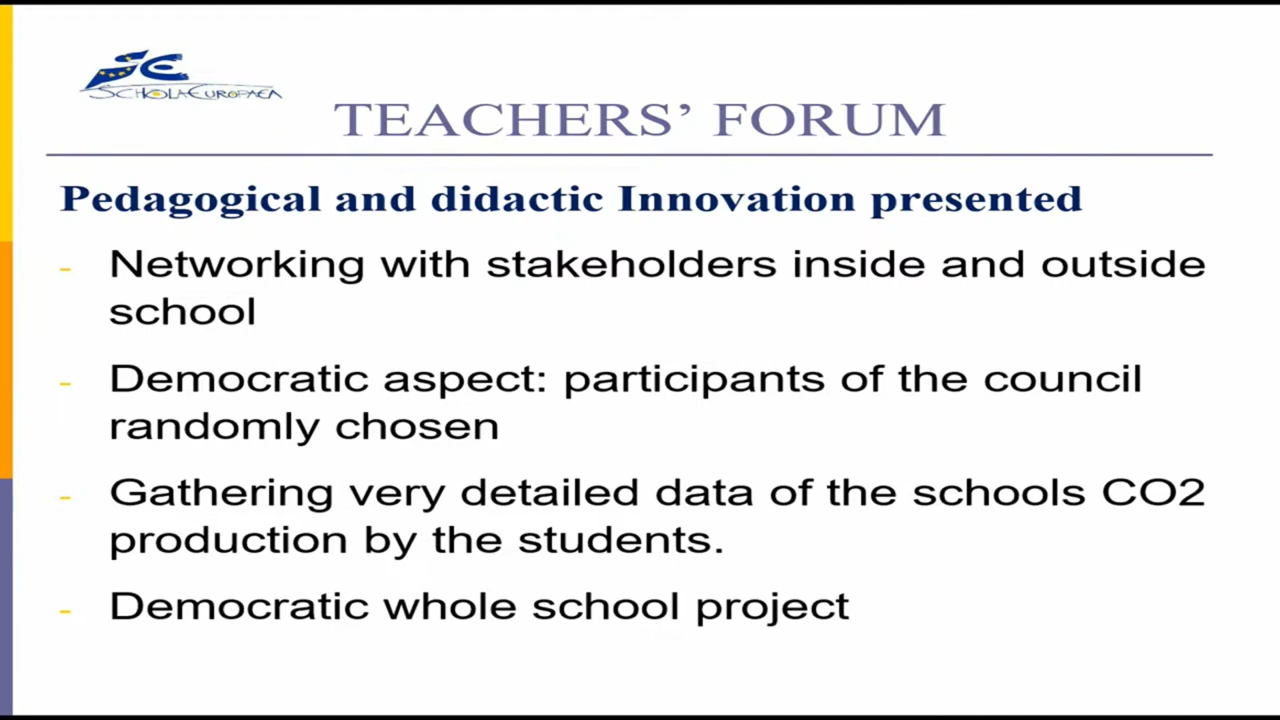 SCHOLA EUROPAEA
TEACHERS’ FORUM
Pedagogical and didactic Innovation presented
- Networking with stakeholders inside and outside
school
- Democratic aspect: participants of the council
randomly chosen
- Gathering very detailed data of the schools CO2
production by the students.
- Democratic whole school project